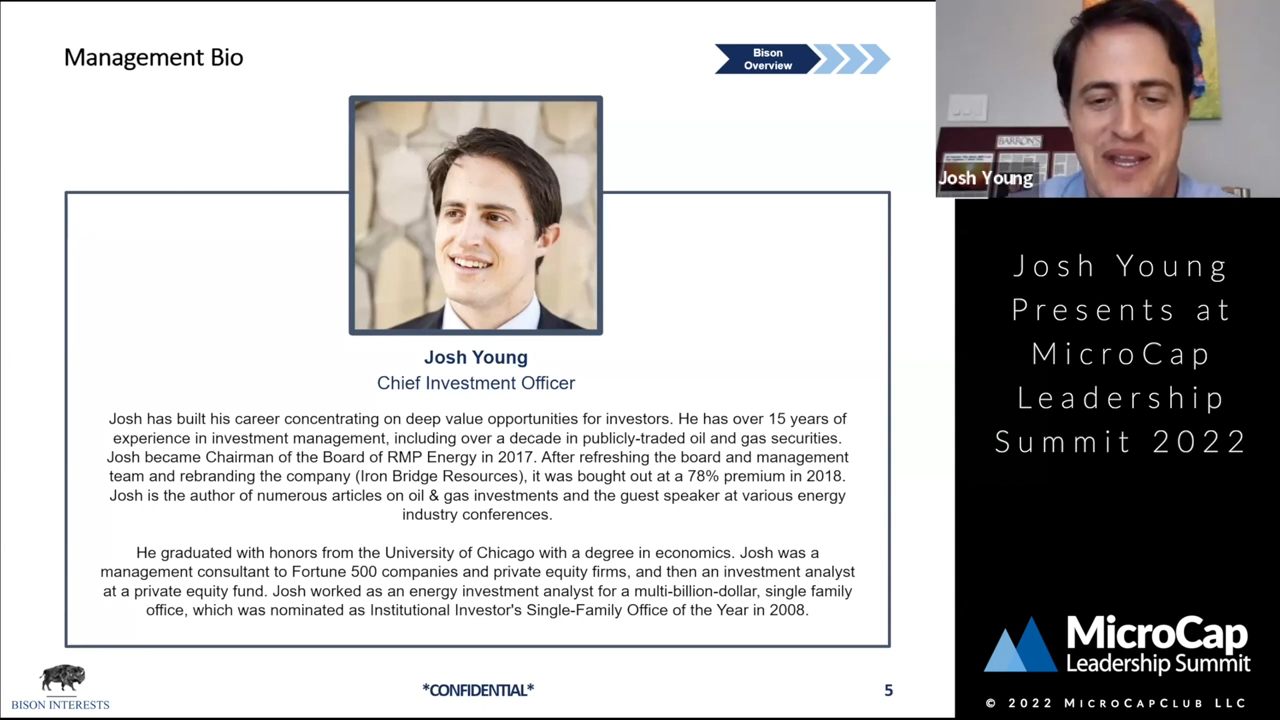 Management Bio
Bison
Overview
Josh Young
Chief Investment Officer
Josh has built his career concentrating on deep value opportunities for investors. He has over 15 years of
experience in investment management, including over a decade in publicly-traded oil and gas securities.
Josh became Chairman of the Board of RMP Energy in 2017. After refreshing the board and management
team and rebranding the company (Iron Bridge Resources), it was bought out at a 78% premium in 2018.
Josh is the author of numerous articles on oil & gas investments and the guest speaker at various energy
industry conferences.
He graduated with honors from the University of Chicago with a degree in economics. Josh was a
management consultant to Fortune 500 companies and private equity firms, and then an investment analyst
at a private equity fund. Josh worked as an energy investment analyst for a multi-billion-dollar, single family
office, which was nominated as Institutional Investor's Single-Family Office of the Year in 2008.
BISON INTERESTS
*CONFIDENTIAL*
5
BARRON'S
Josh Young
Josh Young
Presents at
MicroCap
Leadership
Summit 2022
MicroCap
Leadership Summit
© 2022 MICROCAPCLUB LLC